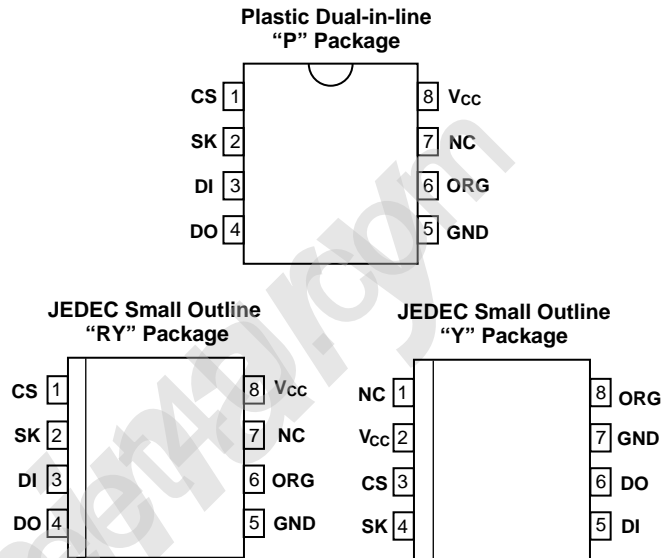 Plastic Dual-in-line
“P” Package
CS 1 8 VCC
SK 2 7 NC
DI 3 6 ORG
DO 4 5 GND
JEDEC Small Outline
“RY” Package
CS 1 8 VCC
SK 2 7 NC
DI 3 6 ORG
DO 4 5 GND
JEDEC Small Outline
“Y” Package
NC 1 8 ORG
VCC 2 7 GND
CS 3 6 DO
SK 4 5 DI